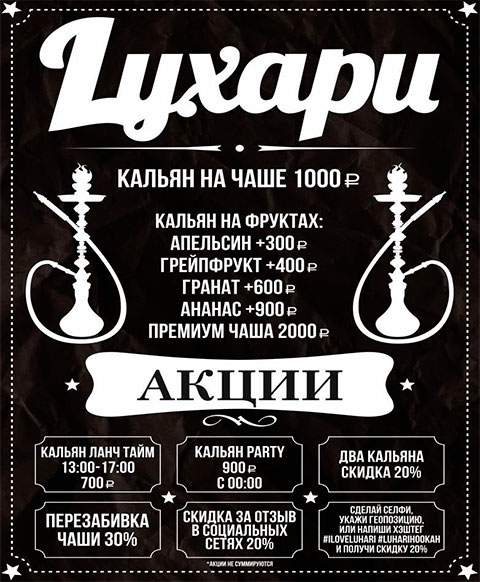 Lухари
КАЛЬЯН НА ЧАШЕ 1000 ₽
КАЛЬЯН НА ФРУКТАХ:
АПЕЛЬСИН +300 ₽
ГРЕЙПФРУКТ +400 ₽
ГРАНАТ +600 ₽
АНАНАС +900 ₽
ПРЕМИУМ ЧАША 2000 ₽
АКЦИИ
КАЛЬЯН ЛАНЧ ТАЙМ
13:00-17:00
700 ₽
КАЛЬЯН PARTY
900 ₽
С 00:00
ДВА КАЛЬЯНА
СКИДКА 20%
ПЕРЕЗАБИВКА
ЧАШИ 30%
СКИДКА ЗА ОТЗЫВ
В СОЦИАЛЬНЫХ
СЕТЯХ 20%
СДЕЛАЙ СЕЛФИ,
УКАЖИ ГЕОПОЗИЦИЮ,
ИЛИ НАПИШИ ХЭШТЕГ
#ILOVELUHARI #LUHARIHOOKAH
И ПОЛУЧИ СКИДКУ 20%
*АКЦИИ НЕ СУММИРУЮТСЯ